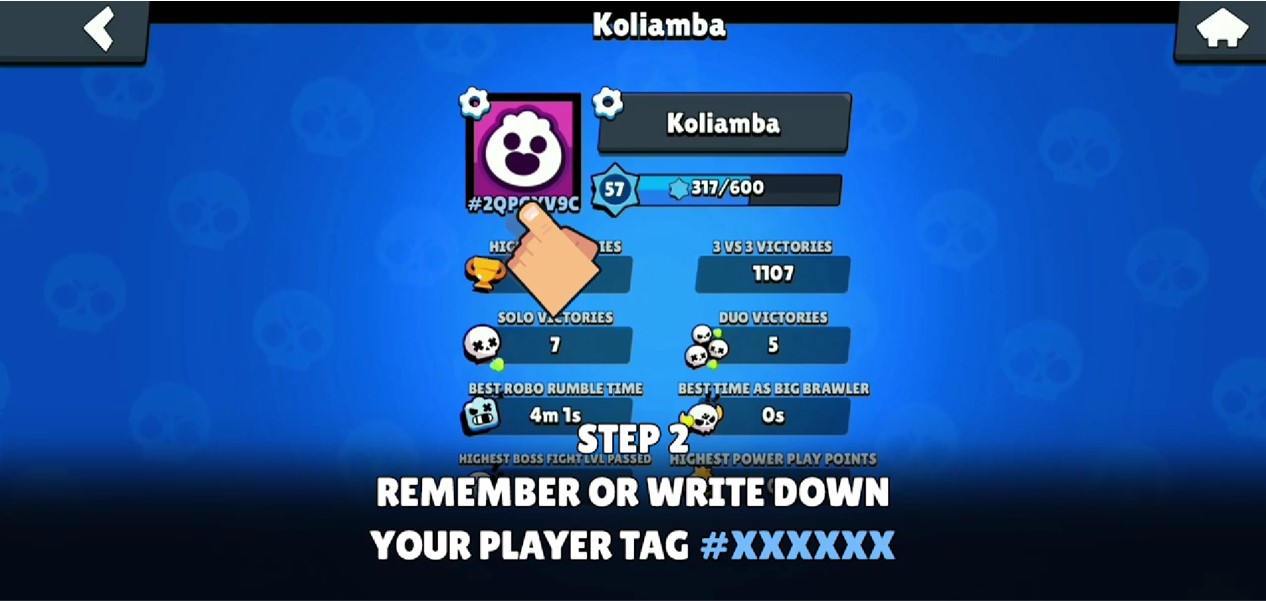 Koliamba
Koliamba
57
317/600
3 VS 3 VICTORIES
1107
SOLO VICTORIES
7
DUO VICTORIES
5
BEST ROBO RUMBLE TIME
4m 1s
BEST TIME AS BIG BRAWLER
0s
HIGHEST BOSS FIGHT LVL PASSED
HIGHEST POWER PLAY POINTS
STEP 2
REMEMBER OR WRITE DOWN
YOUR PLAYER TAG #XXXXXX